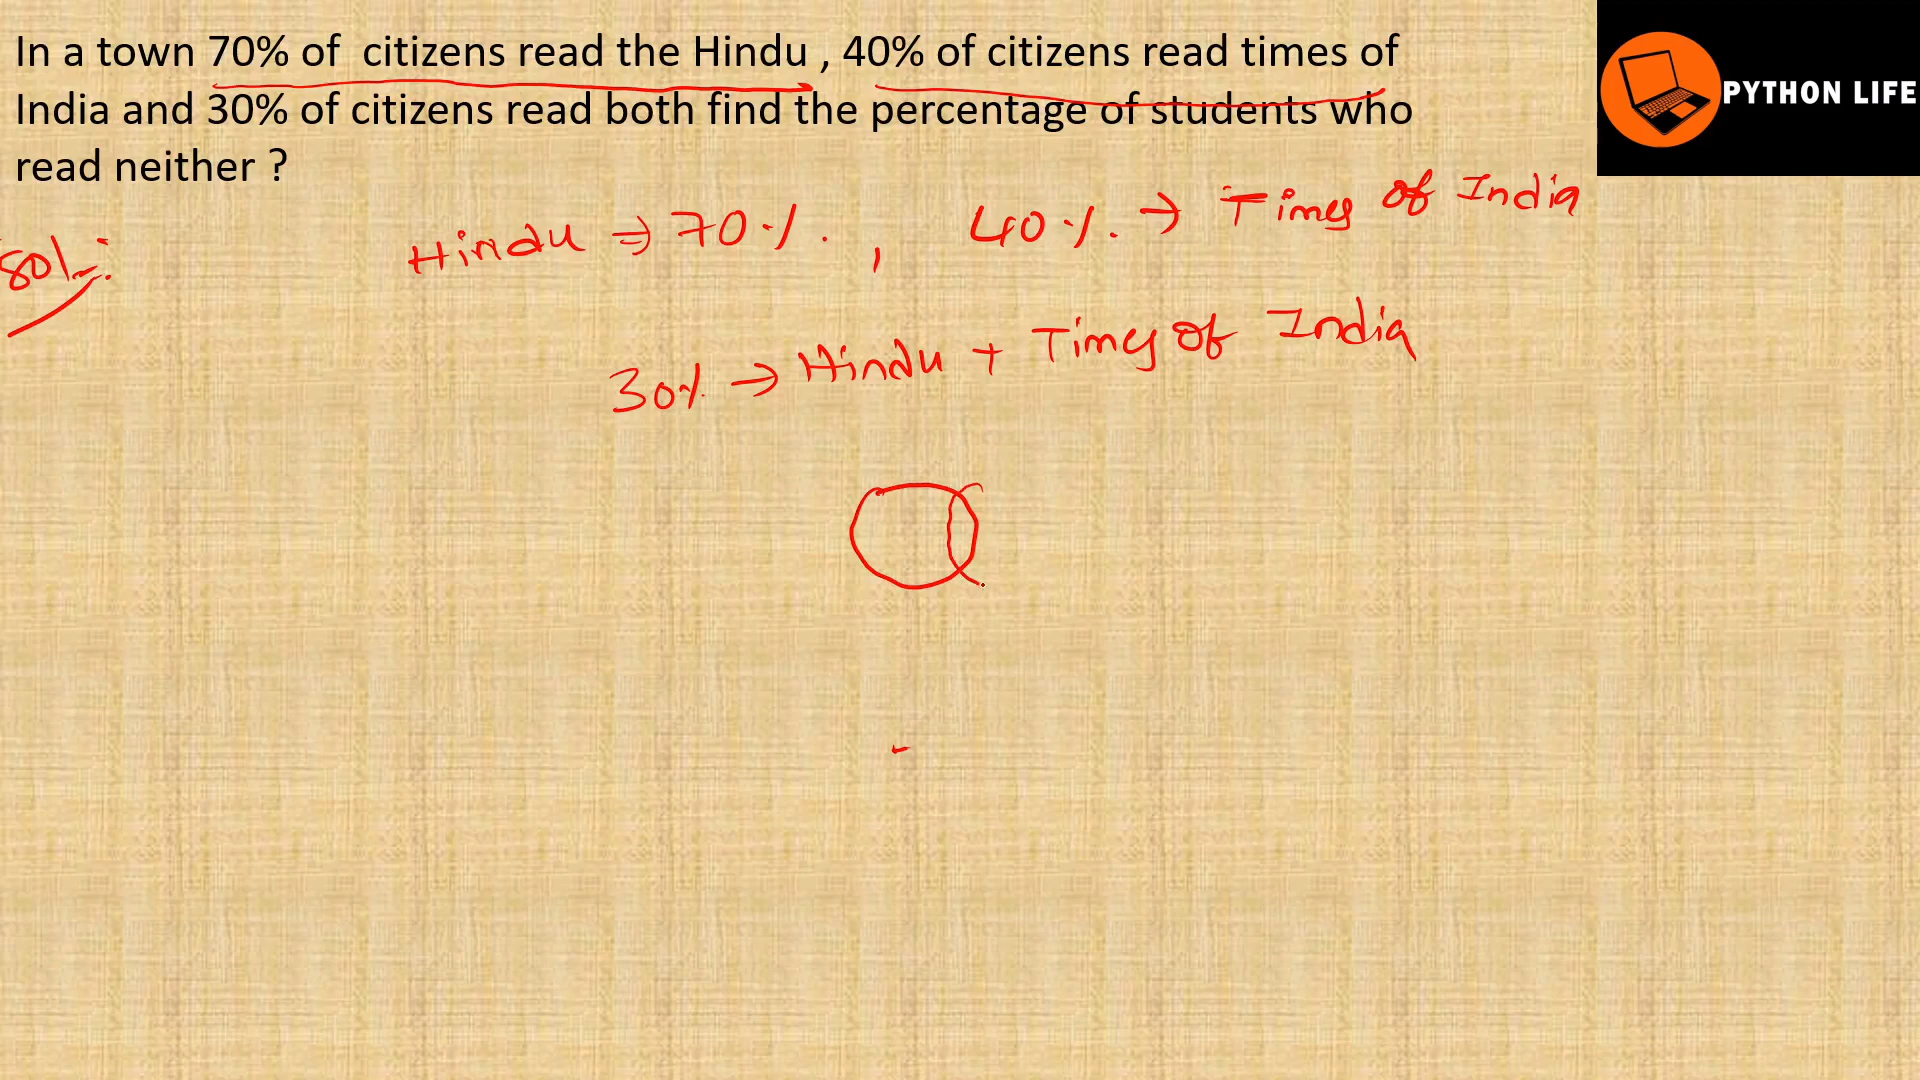 In a town 70% of citizens read the Hindu , 40% of citizens read times of
India and 30% of citizens read both find the percentage of students who
read neither ?
PYTHON LIFE
Sol:
Hindu ⇒ 70%. , 40%. → Times of India
30% → Hindu + Times of India